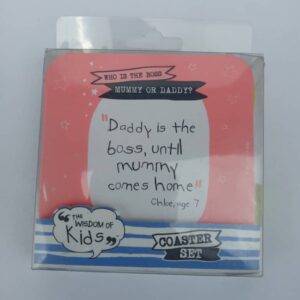 WHO IS THE BOSS
MUMMY OR DADDY?
"Daddy is the
boss, until
mummy
comes home"
Chloe, age 7
"THE
WISDOM OF
Kids"
COASTER
SET